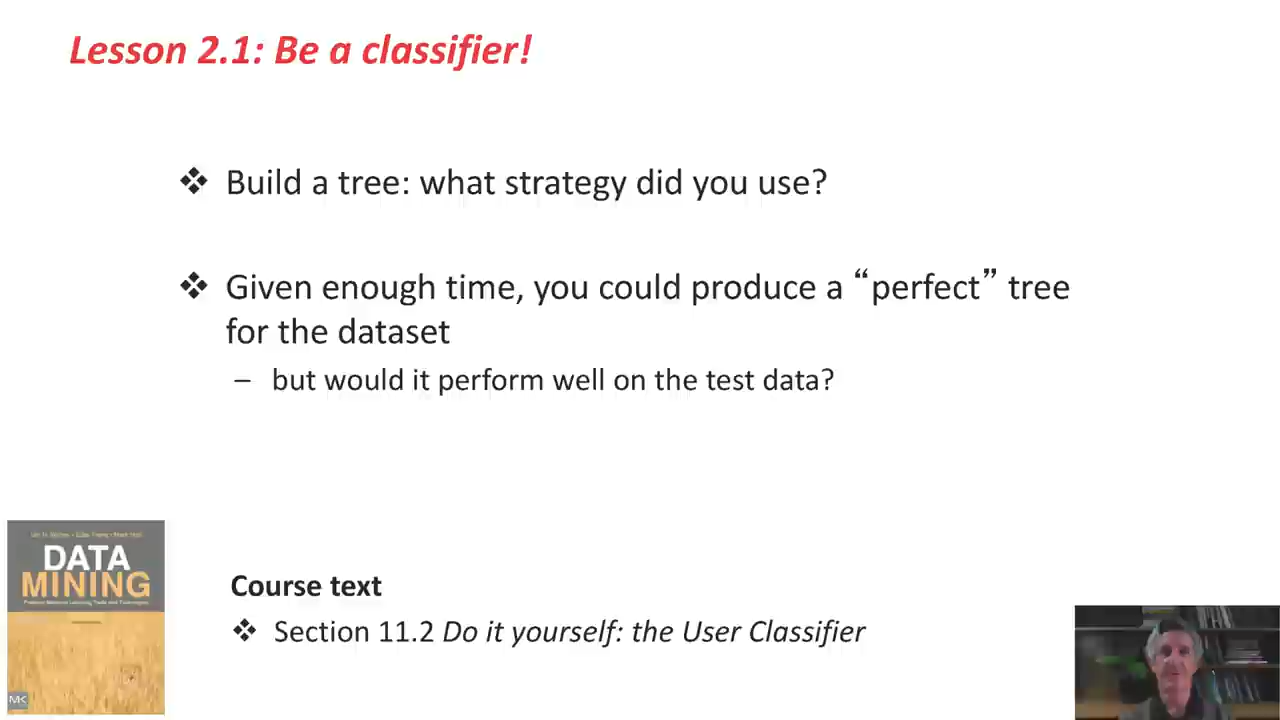 Lesson 2.1: Be a classifier!
❖ Build a tree: what strategy did you use?
❖ Given enough time, you could produce a “perfect” tree
for the dataset
– but would it perform well on the test data?
DATA
MINING
Course text
❖ Section 11.2 Do it yourself: the User Classifier
MK